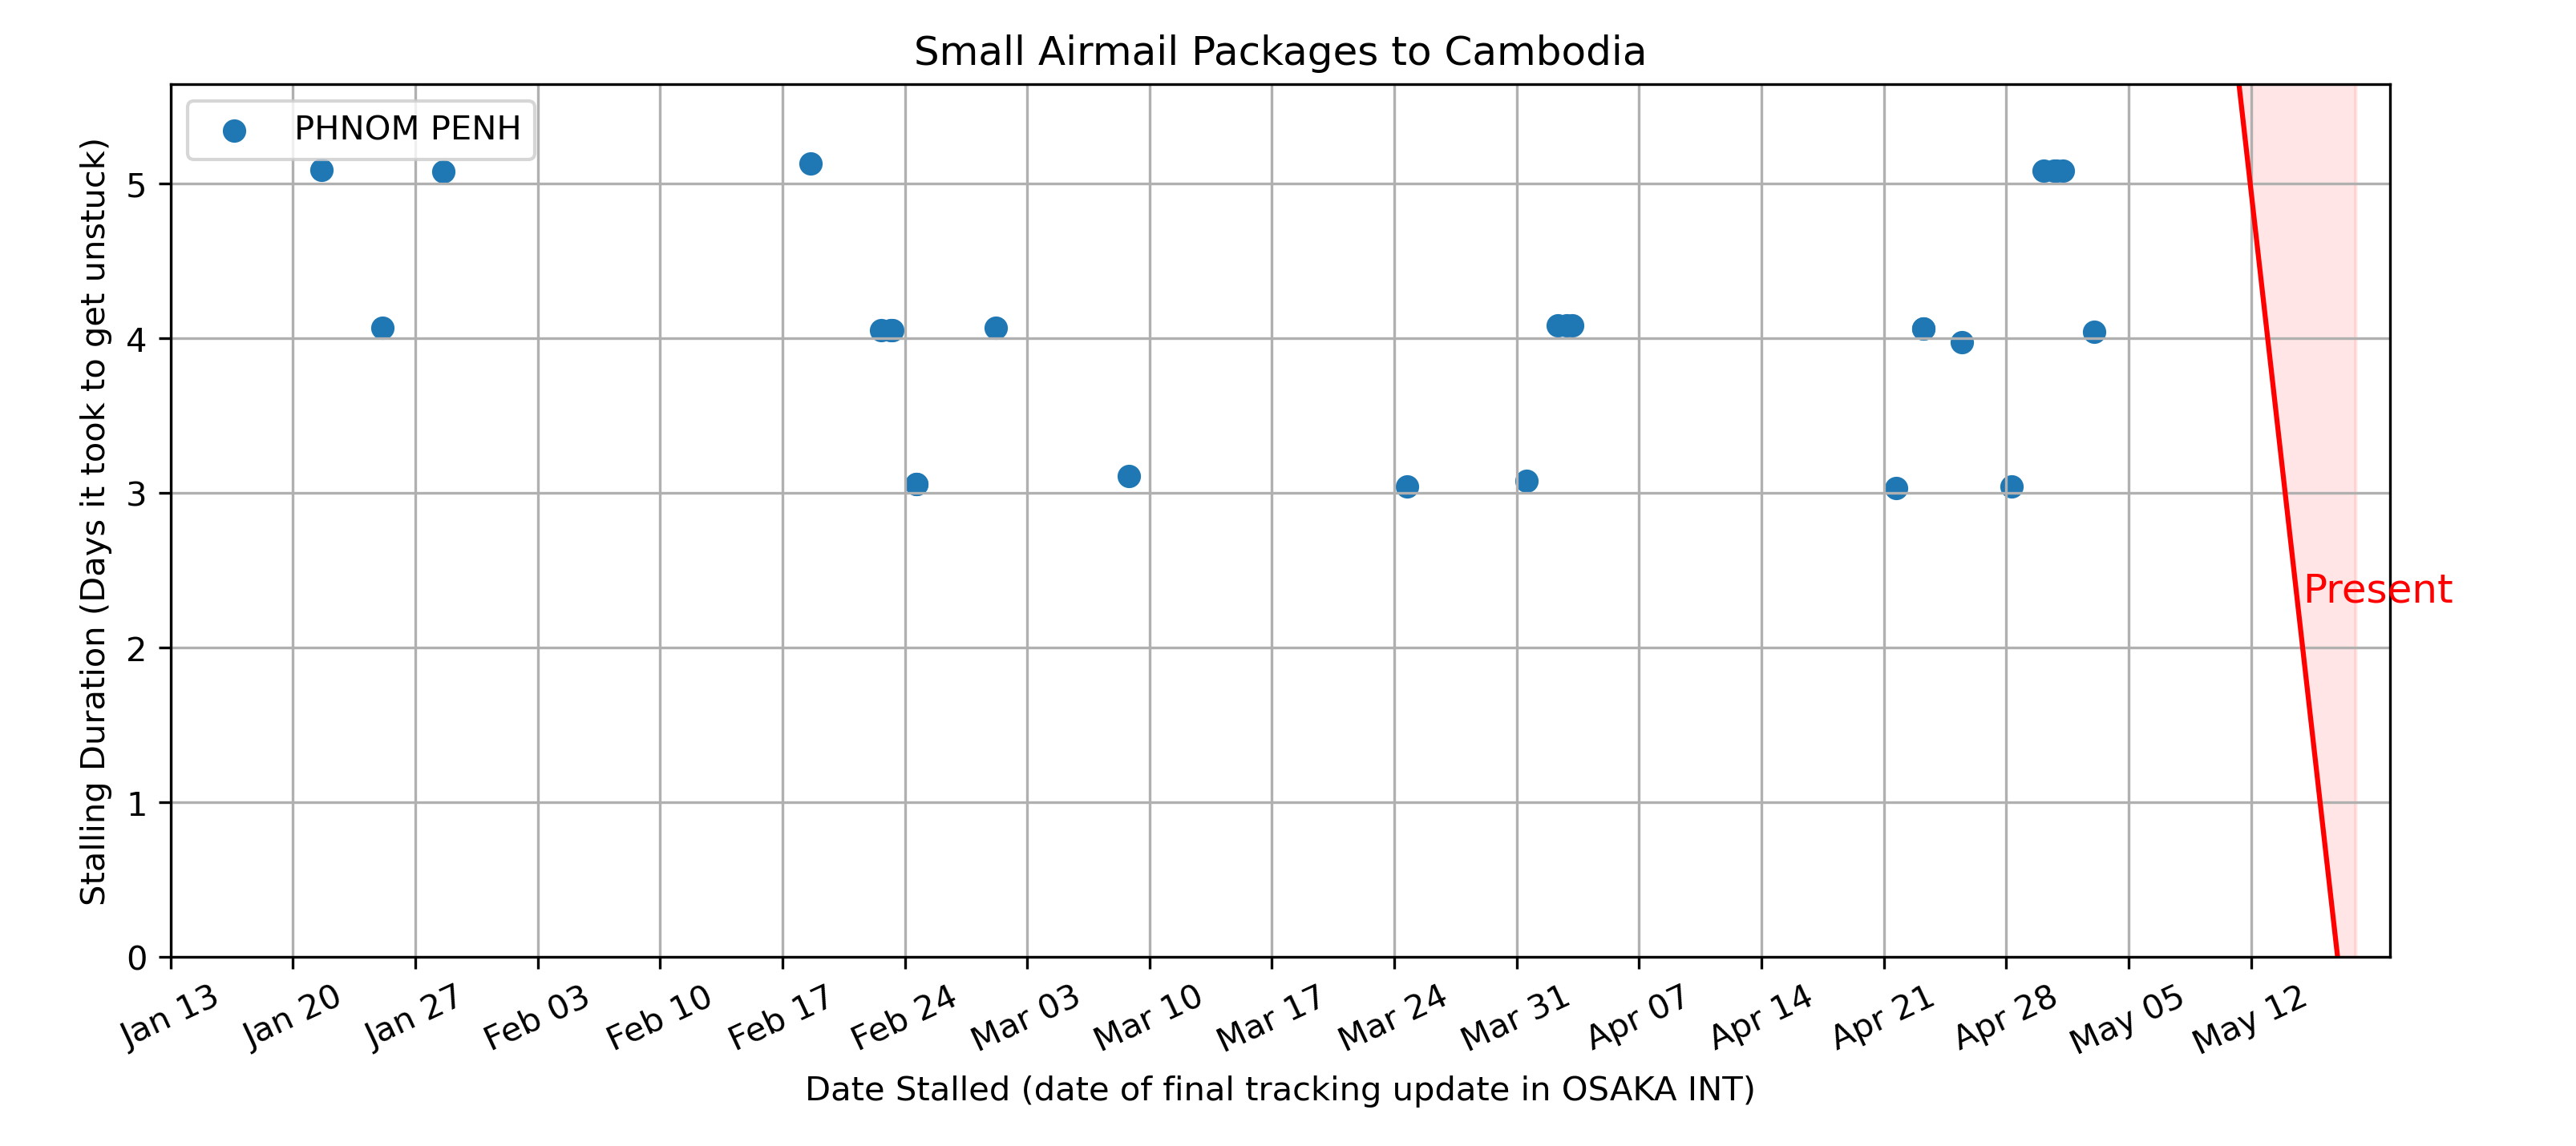 Small Airmail Packages to Cambodia
PHNOM PENH
Stalling Duration (Days it took to get unstuck)
5
4
3
2
1
0
Present
Jan 13 Jan 20 Jan 27 Feb 03 Feb 10 Feb 17 Feb 24 Mar 03 Mar 10 Mar 17 Mar 24 Mar 31 Apr 07 Apr 14 Apr 21 Apr 28 May 05 May 12
Date Stalled (date of final tracking update in OSAKA INT)